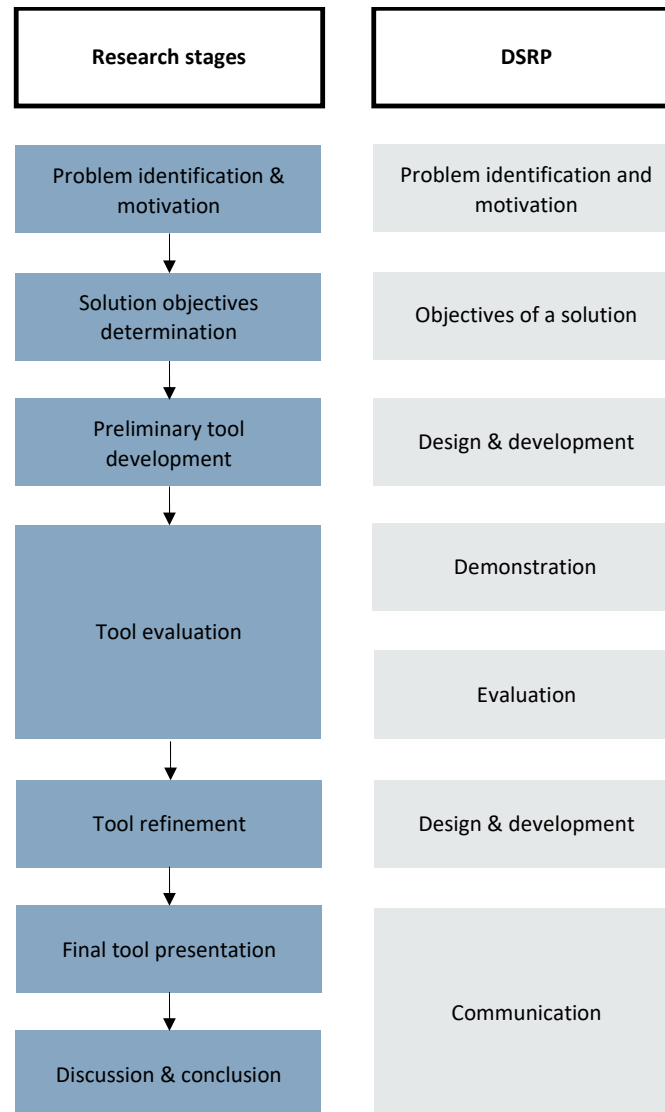 Research stages
DSRP
Problem identification &
motivation
Problem identification and
motivation
Solution objectives
determination
Objectives of a solution
Preliminary tool
development
Design & development
Demonstration
Tool evaluation
Evaluation
Tool refinement
Design & development
Final tool presentation
Communication
Discussion & conclusion